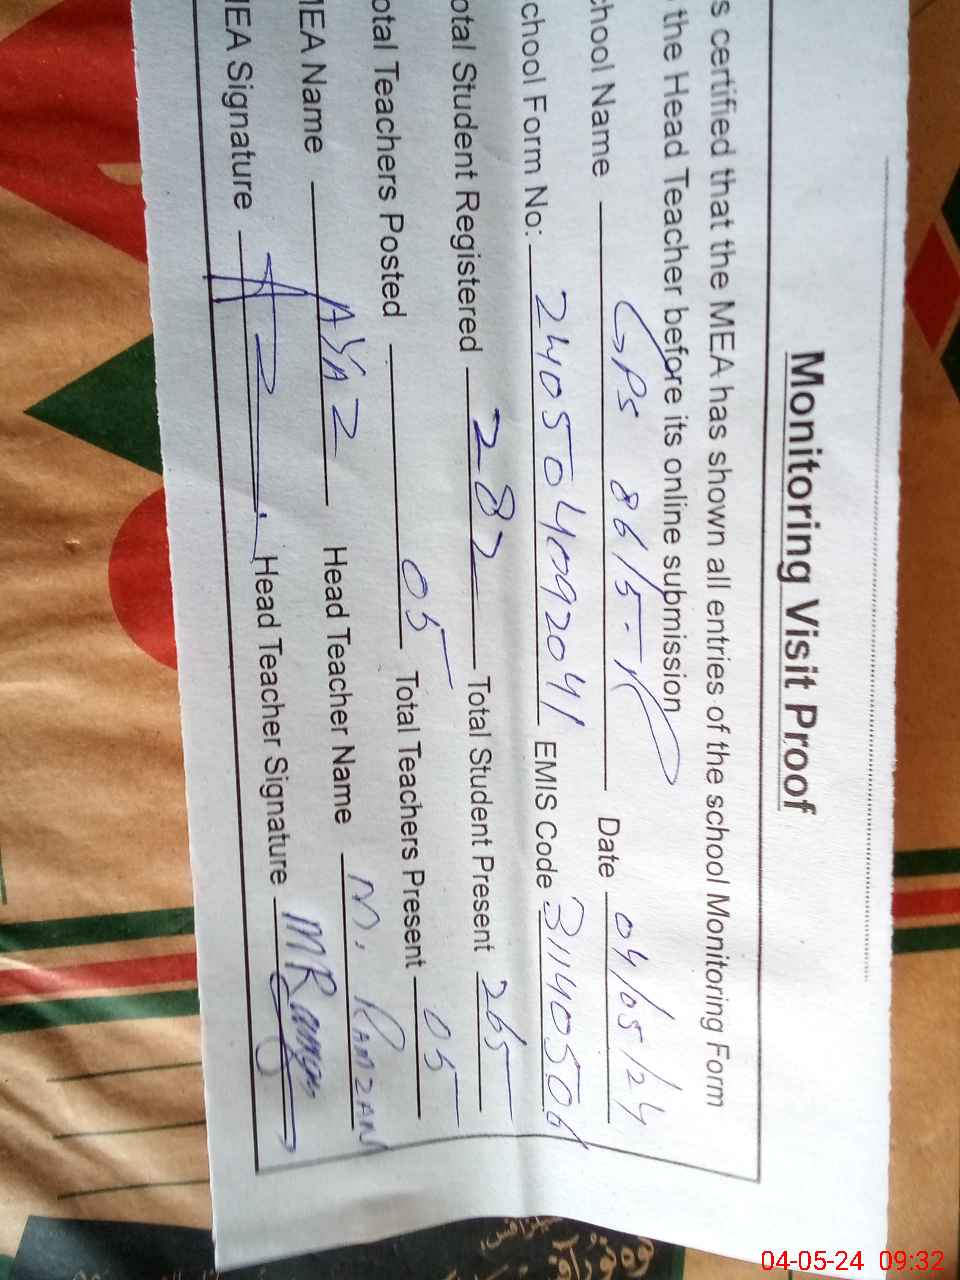 Monitoring Visit Proof
s certified that the MEA has shown all entries of the school Monitoring Form
the Head Teacher before its online submission
chool Name GPS 86/5-R Date 04/05/24
chool Form No: 240504092041 EMIS Code 31140506
otal Student Registered 282 Total Student Present 265
otal Teachers Posted 05 Total Teachers Present 05
MEA Name AYAZ Head Teacher Name M. RAMZAN
MEA Signature Head Teacher Signature
04-05-24 09:32